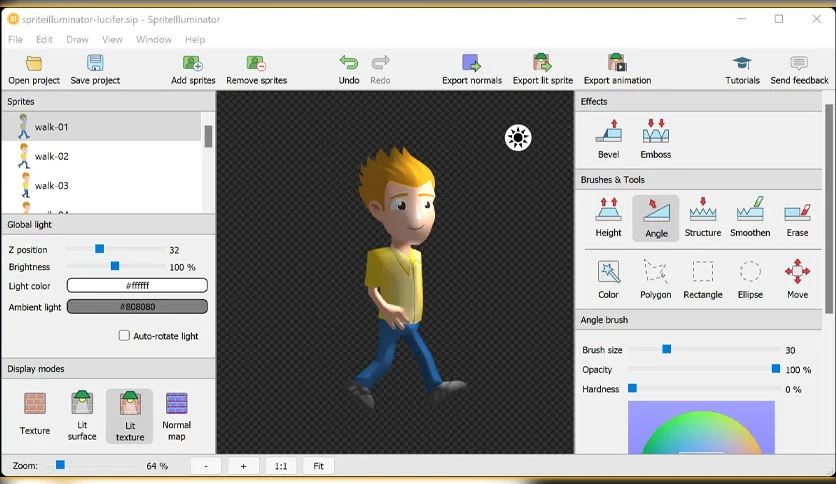 spriteilluminator-lucifer.sip - SpriteIlluminator
File Edit Draw View Window Help
Open project Save project Add sprites Remove sprites Undo Redo Export normals Export lit sprite Export animation Tutorials Send feedback
Sprites
walk-01
walk-02
walk-03
Global light
Z position 32
Brightness 100 %
Light color #ffffff
Ambient light #808080
Auto-rotate light
Display modes
Texture Lit surface Lit texture Normal map
Zoom: 64 % - + 1:1 Fit
Effects
Bevel Emboss
Brushes & Tools
Height Angle Structure Smoothen Erase
Color Polygon Rectangle Ellipse Move
Angle brush
Brush size 30
Opacity 100 %
Hardness 0 %